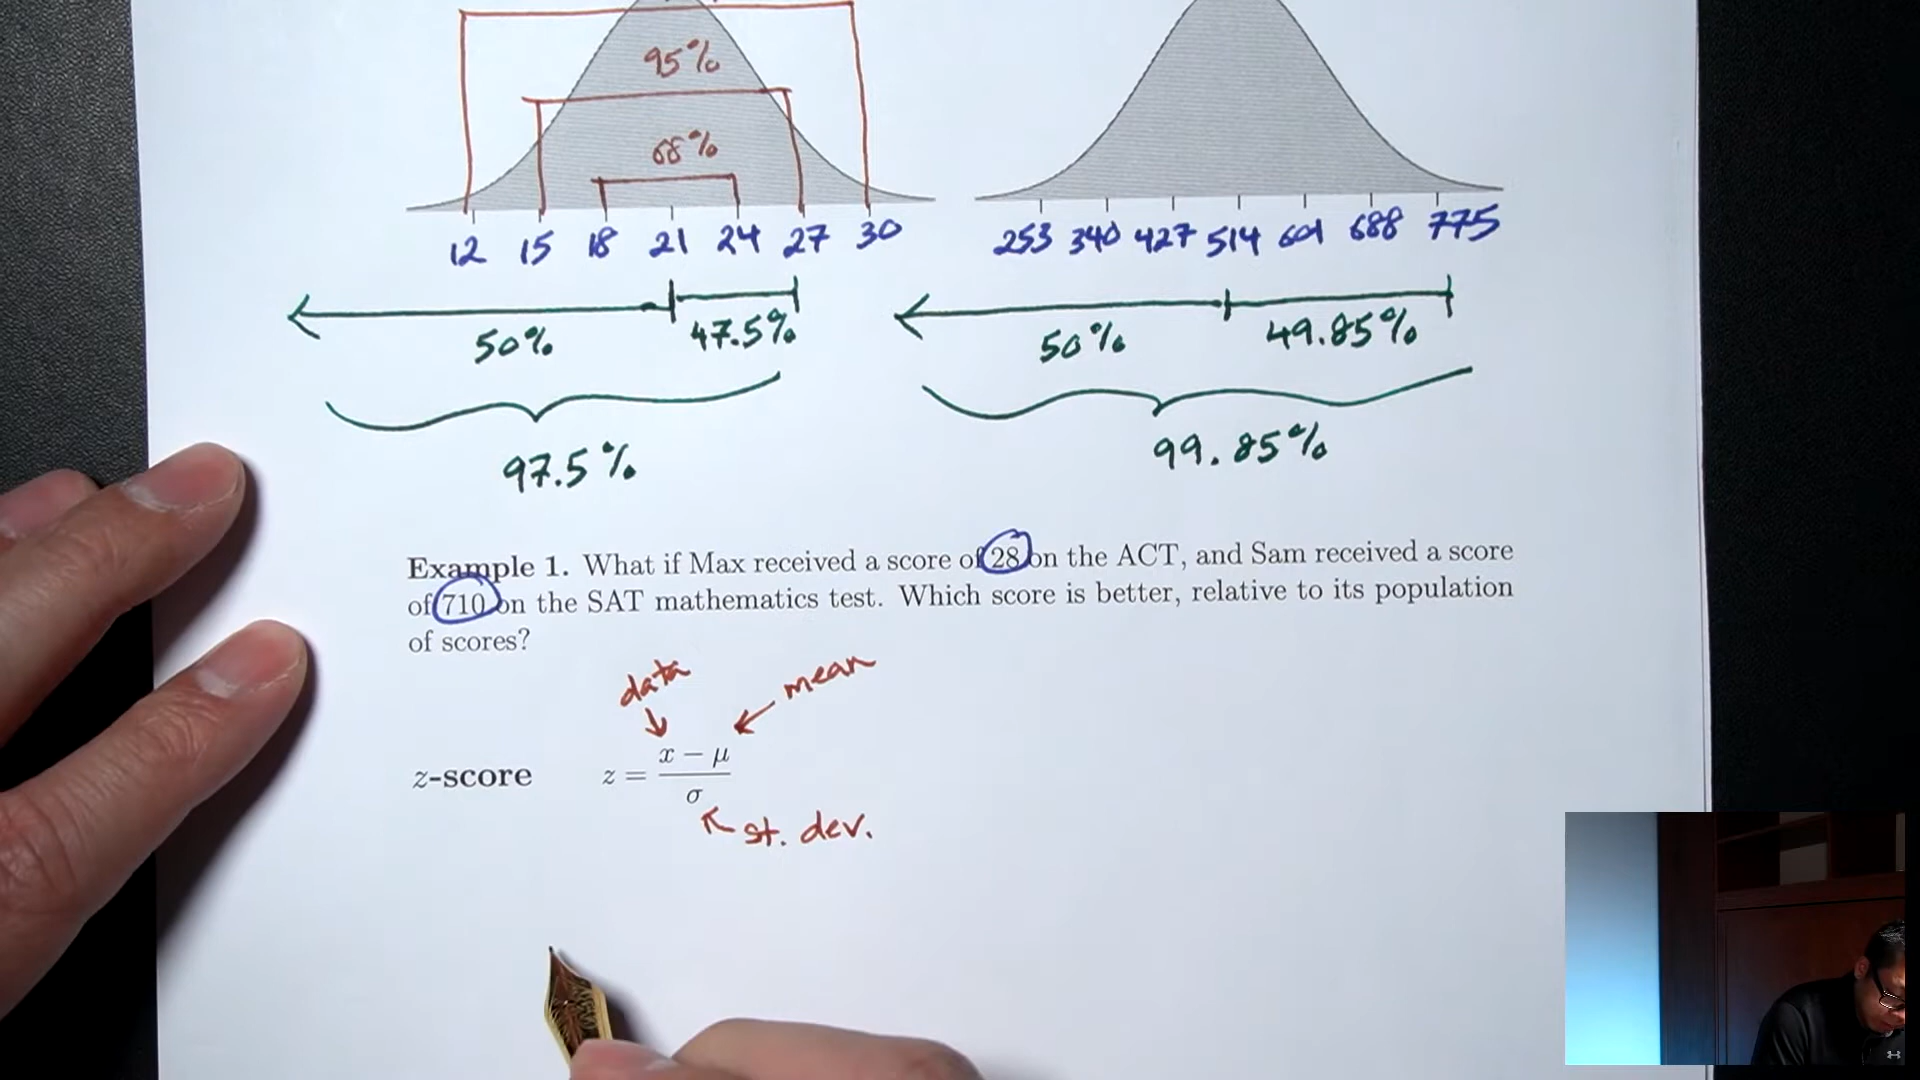 95%
68%
12 15 18 21 24 27 30
253 340 427 514 601 688 775
50% 47.5%
50% 49.85%
97.5%
99.85%
Example 1. What if Max received a score of 28 on the ACT, and Sam received a score
of 710 on the SAT mathematics test. Which score is better, relative to its population
of scores?
data
mean
z-score z = x − μ
σ
st. dev.